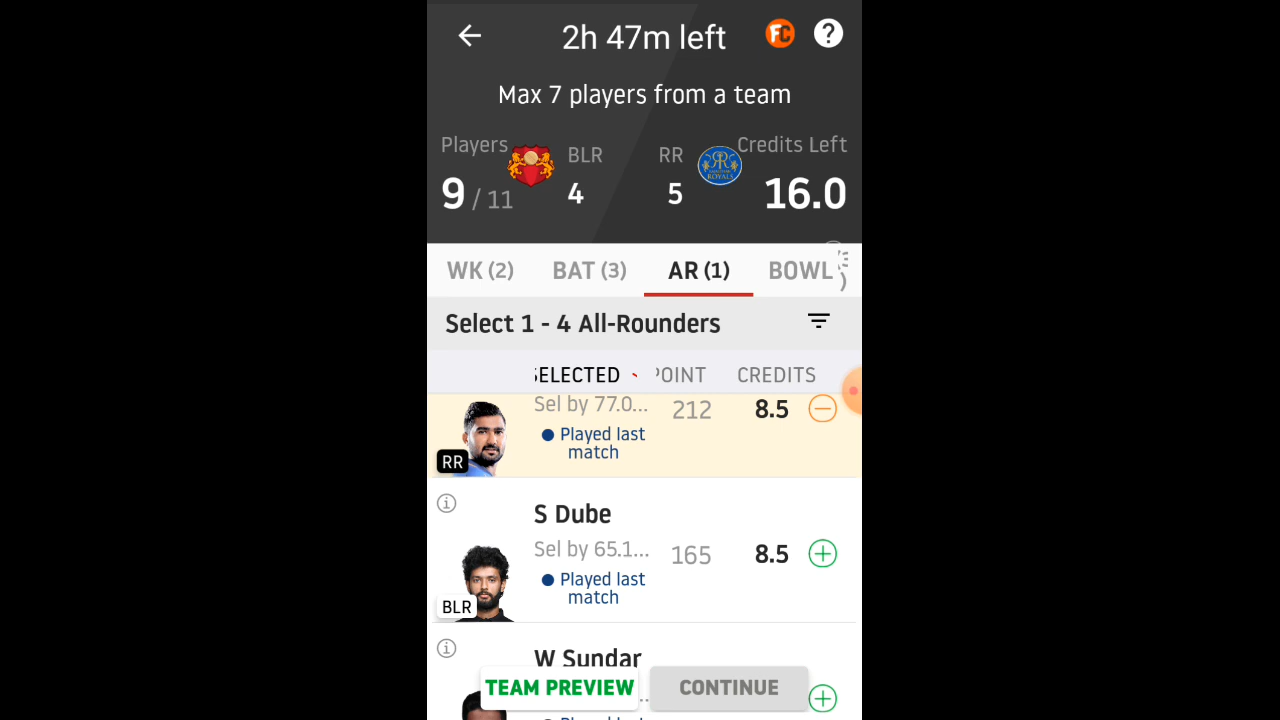 2h 47m left
FC
?
Max 7 players from a team
Players
BLR
RR
Credits Left
9 / 11
4
5
16.0
WK (2)
BAT (3)
AR (1)
BOWL
Select 1 - 4 All-Rounders
SELECTED
POINT
CREDITS
Sel by 77.0...
212
8.5
Played last
match
RR
i
S Dube
Sel by 65.1...
165
8.5
Played last
match
BLR
i
W Sundar
TEAM PREVIEW
CONTINUE